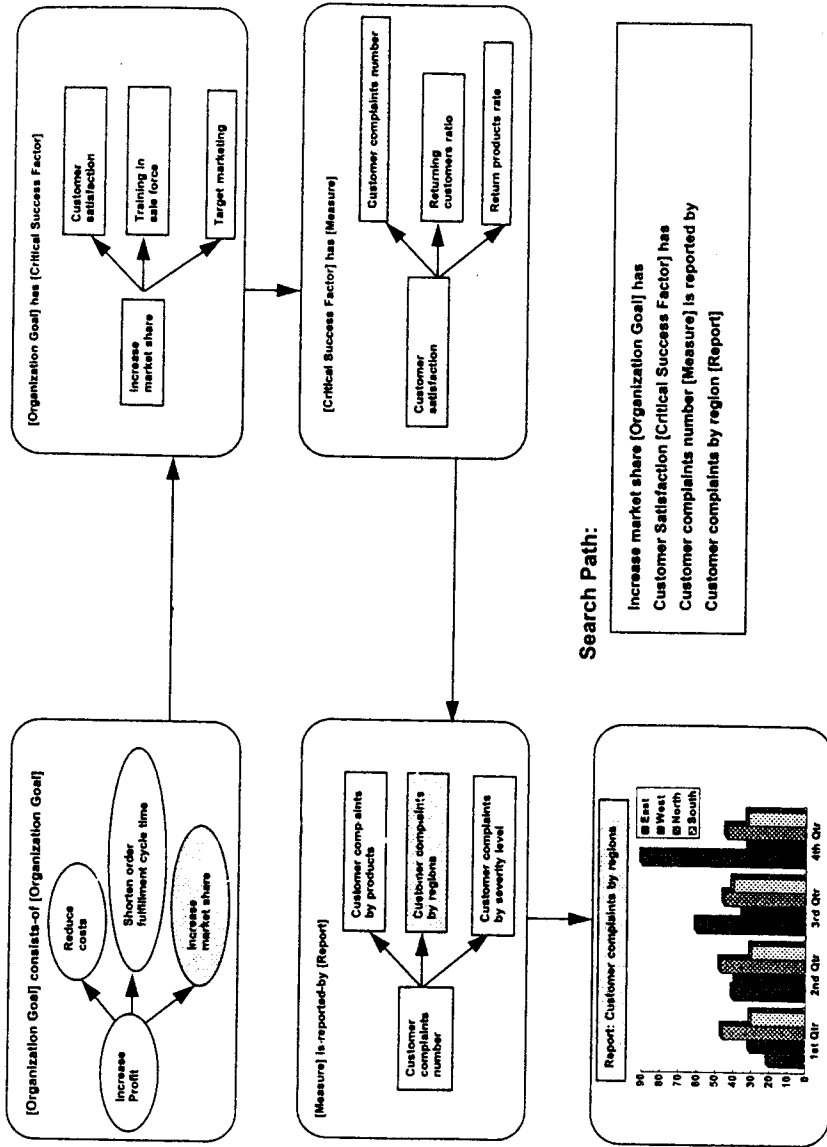 [Organization Goal] consists-of [Organization Goal]
Increase
Profit
Reduce
costs
Shorten order
fulfillment cycle time
Increase
market share
[Organization Goal] has [Critical Success Factor]
Increase
market share
Customer
satisfaction
Training in
sale force
Target marketing
[Critical Success Factor] has [Measure]
Customer
satisfaction
Customer complaints number
Returning
customers ratio
Return products rate
[Measure] is-reported-by [Report]
Customer
complaints
number
Customer complaints
by products
Customer complaints
by regions
Customer complaints
by severity level
Report: Customer complaints by regions
90
80
70
60
50
40
30
20
10
0
1st Qtr
2nd Qtr
3rd Qtr
4th Qtr
East
West
North
South
Search Path:
Increase market share [Organization Goal] has
Customer Satisfaction [Critical Success Factor] has
Customer complaints number [Measure] is reported by
Customer complaints by region [Report]